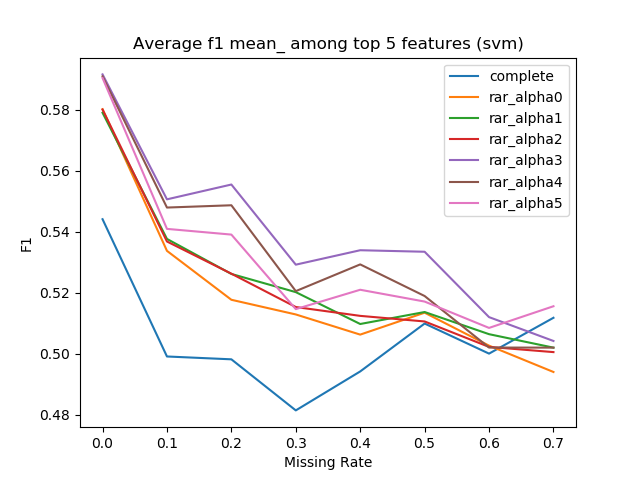 Average f1 mean_ among top 5 features (svm)
complete
rar_alpha0
rar_alpha1
rar_alpha2
rar_alpha3
rar_alpha4
rar_alpha5
0.58
0.56
0.54
0.52
0.50
0.48
F1
0.0 0.1 0.2 0.3 0.4 0.5 0.6 0.7
Missing Rate